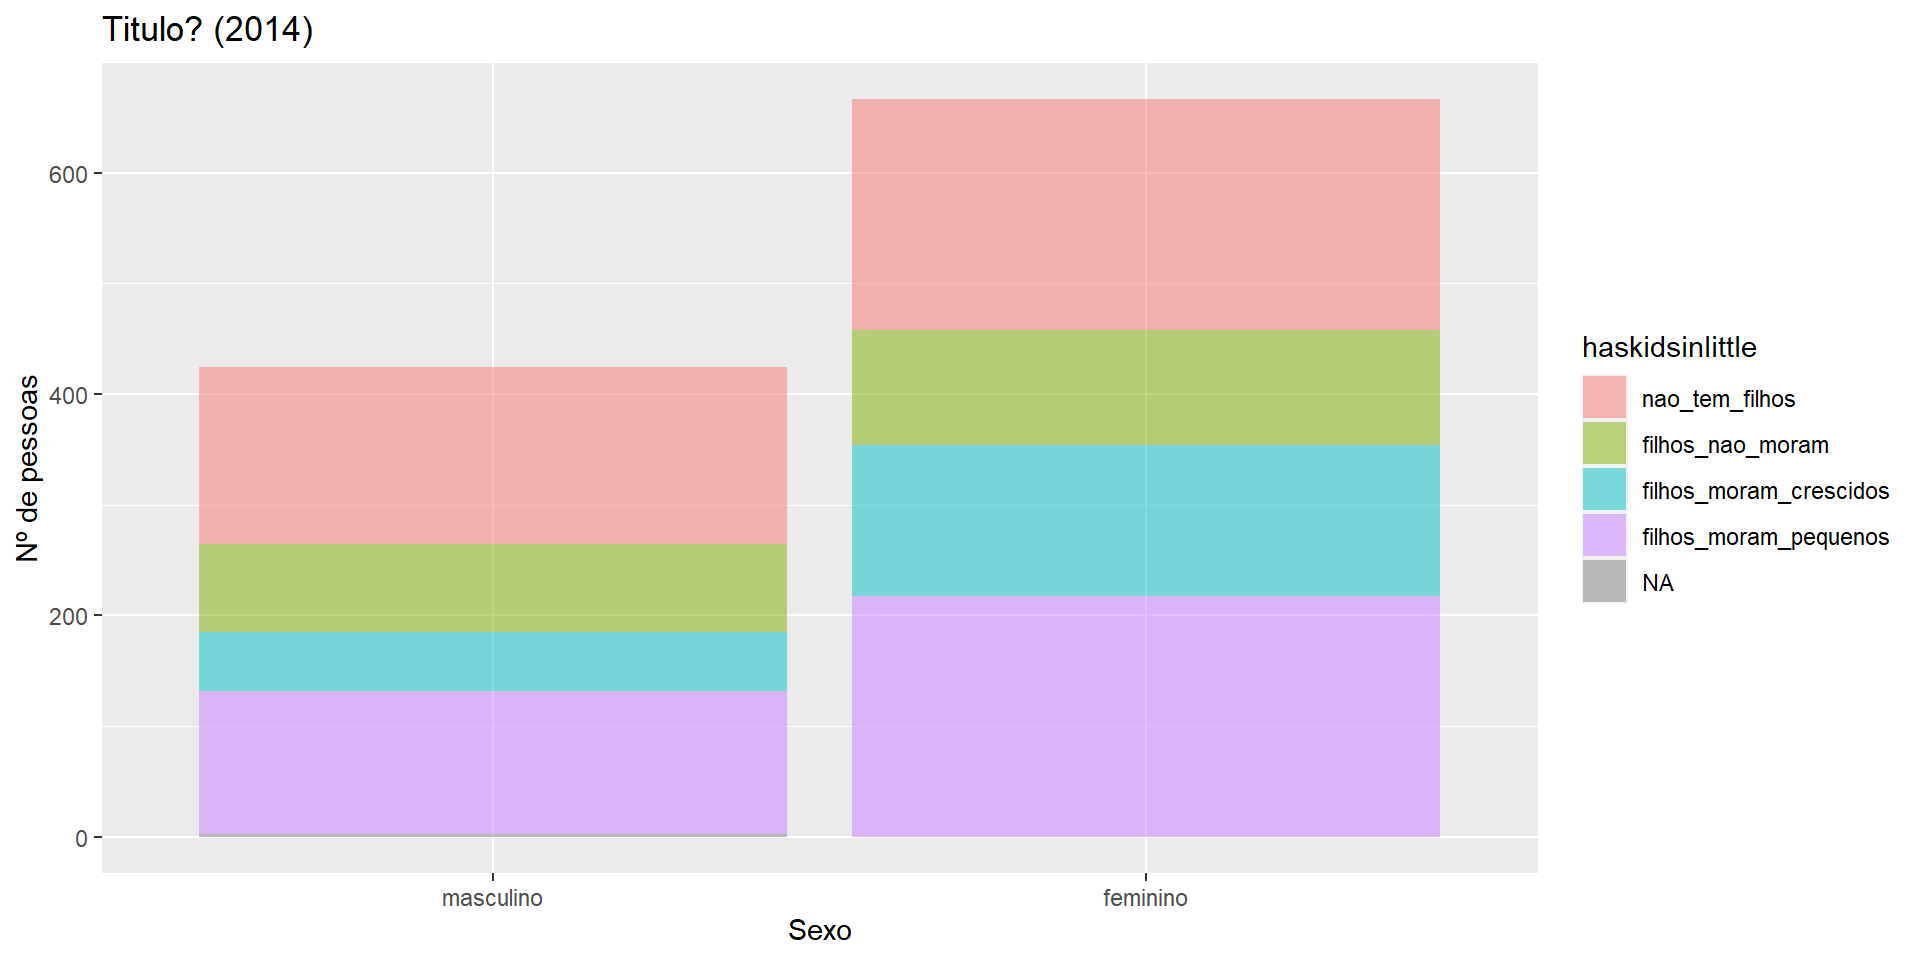 Titulo? (2014)
Nº de pessoas
600
400
200
0
masculino
feminino
Sexo
haskidsinlittle
nao_tem_filhos
filhos_nao_moram
filhos_moram_crescidos
filhos_moram_pequenos
NA